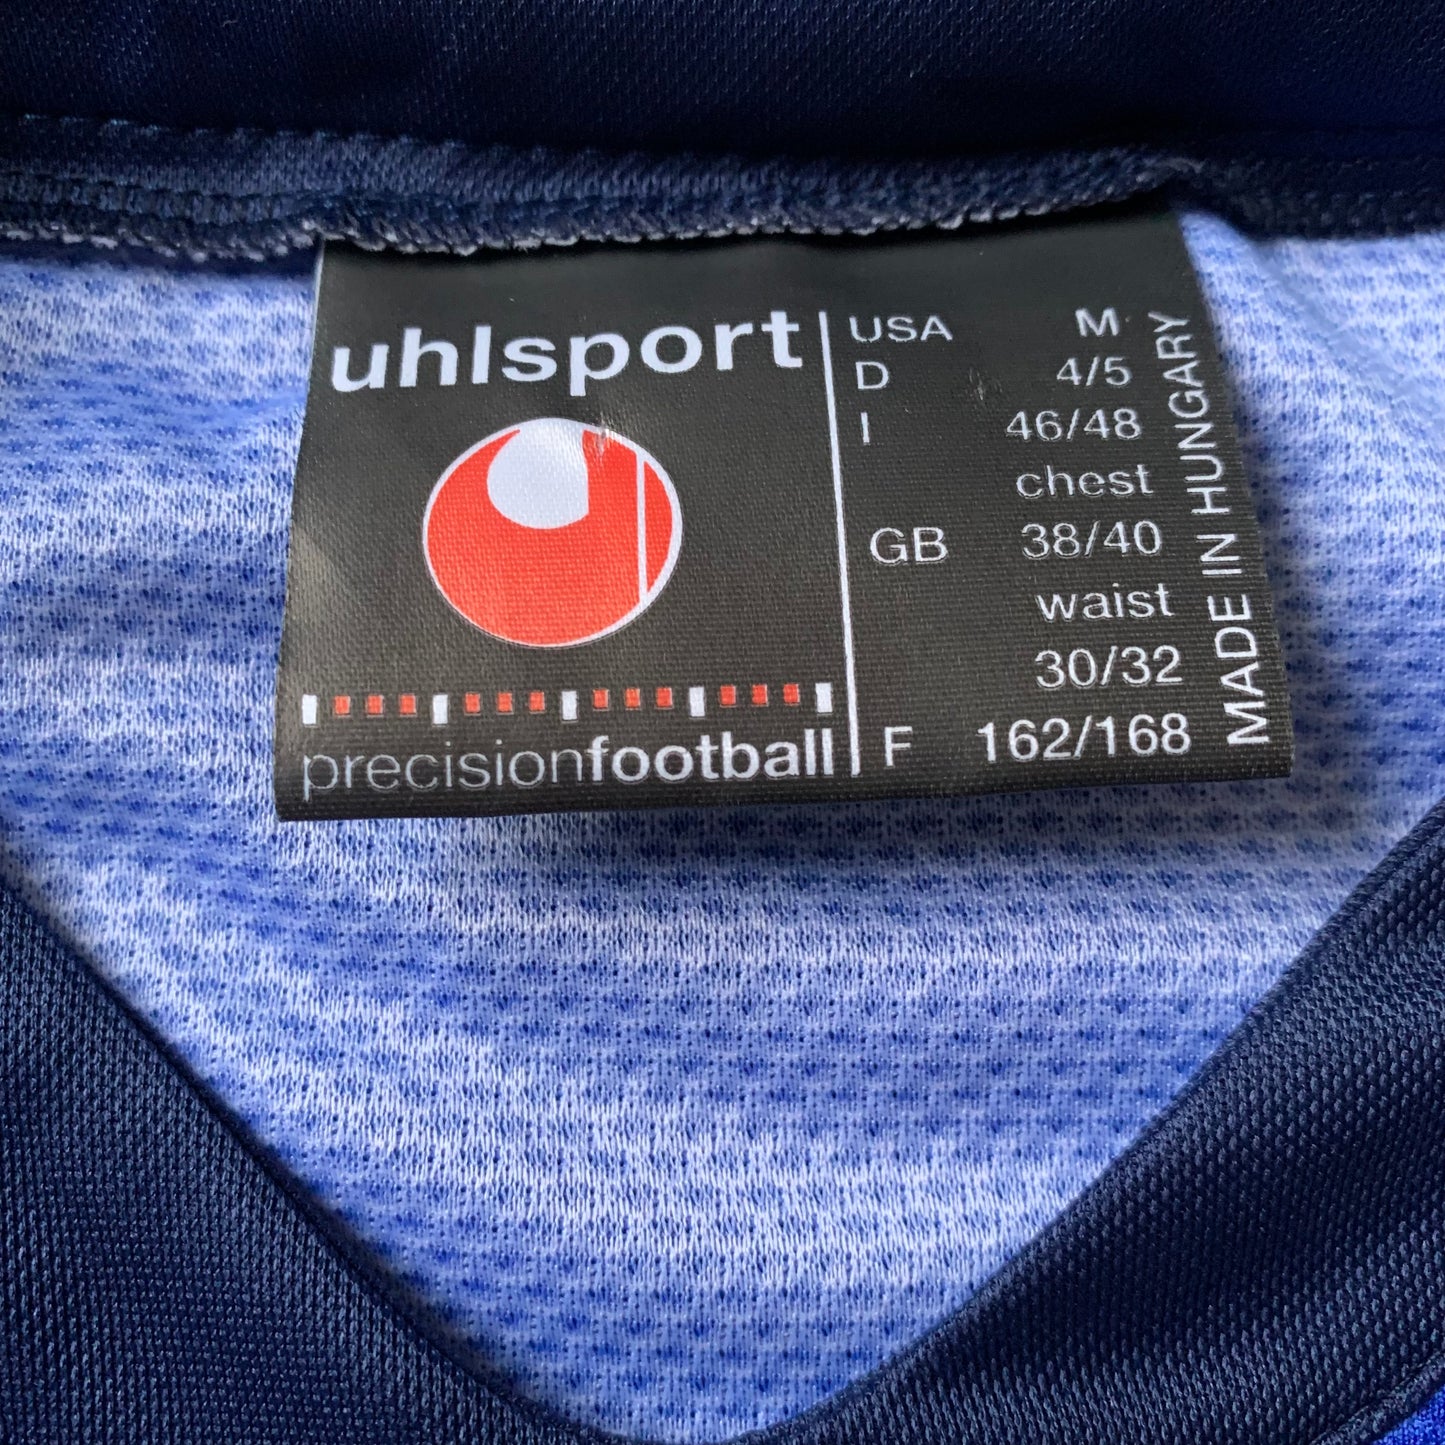 uhlsport
precisionfootball
USA M
D 4/5
I 46/48
chest
GB 38/40
waist
30/32
F 162/168
MADE IN HUNGARY